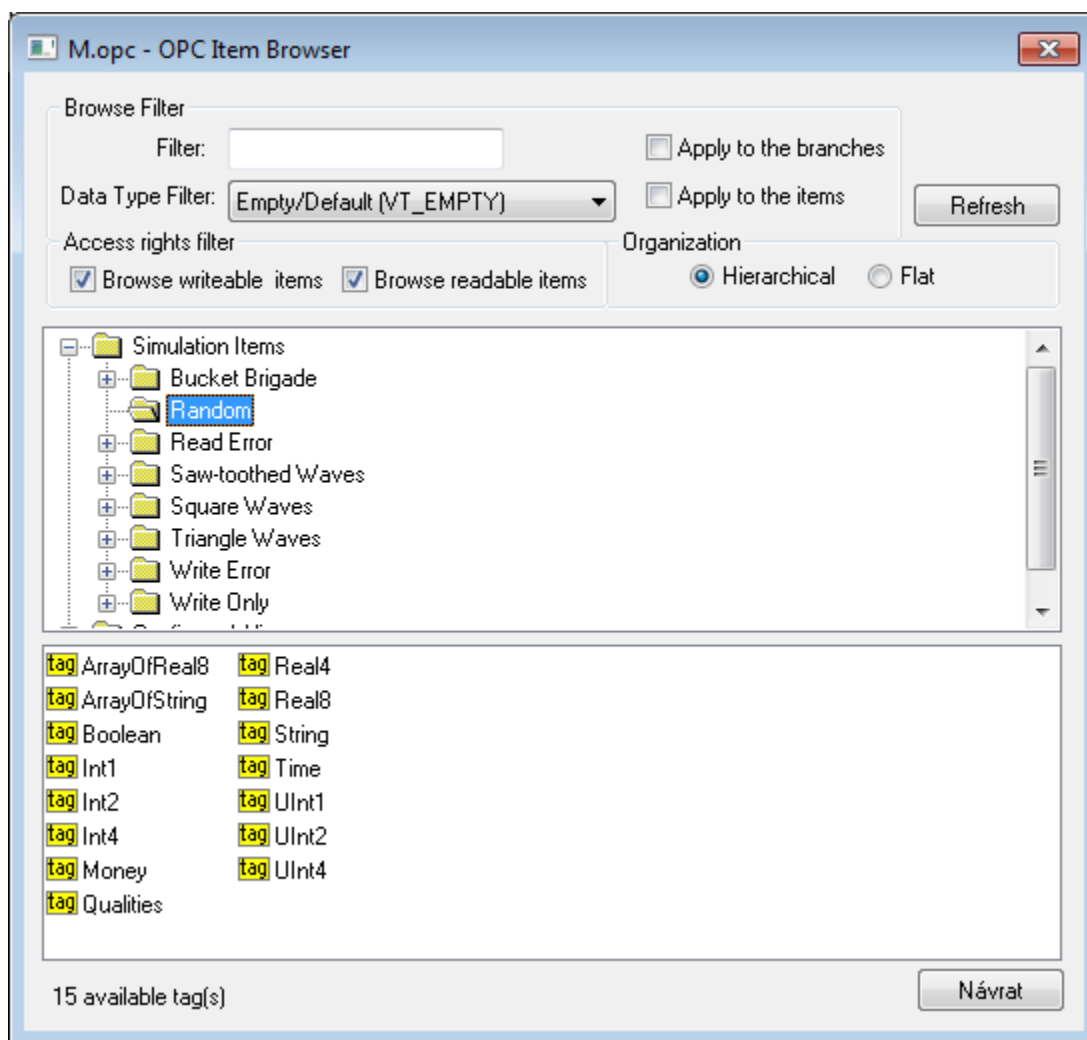 M.opc - OPC Item Browser
Browse Filter
Filter:
Apply to the branches
Data Type Filter: Empty/Default (VT_EMPTY)
Apply to the items
Refresh
Access rights filter
Organization
Browse writeable items
Browse readable items
Hierarchical
Flat
Simulation Items
Bucket Brigade
Random
Read Error
Saw-toothed Waves
Square Waves
Triangle Waves
Write Error
Write Only
tag ArrayOfReal8
tag ArrayOfString
tag Boolean
tag Int1
tag Int2
tag Int4
tag Money
tag Qualities
tag Real4
tag Real8
tag String
tag Time
tag UInt1
tag UInt2
tag UInt4
15 available tag(s)
Návrat